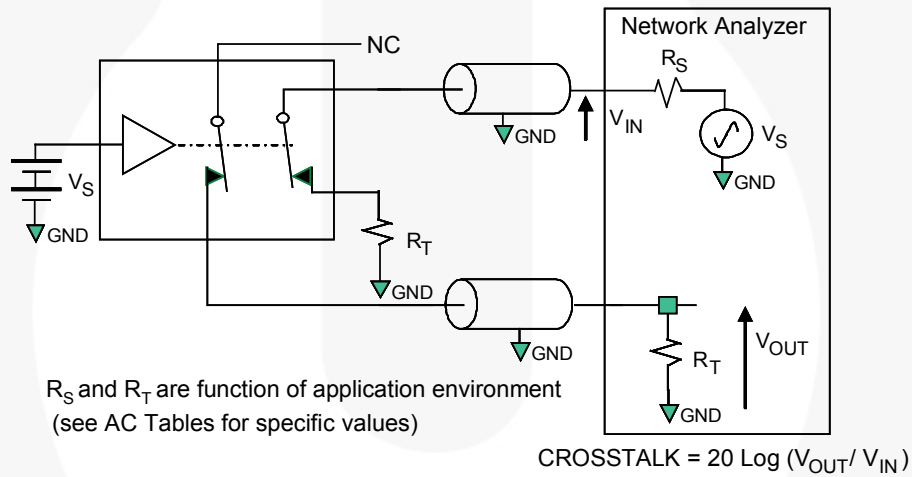 Network Analyzer
NC
R_S
V_IN
V_S
GND
GND
V_S
GND
R_T
GND
GND
R_T
V_OUT
GND
R_S and R_T are function of application environment
(see AC Tables for specific values)
CROSSTALK = 20 Log (V_OUT/ V_IN)